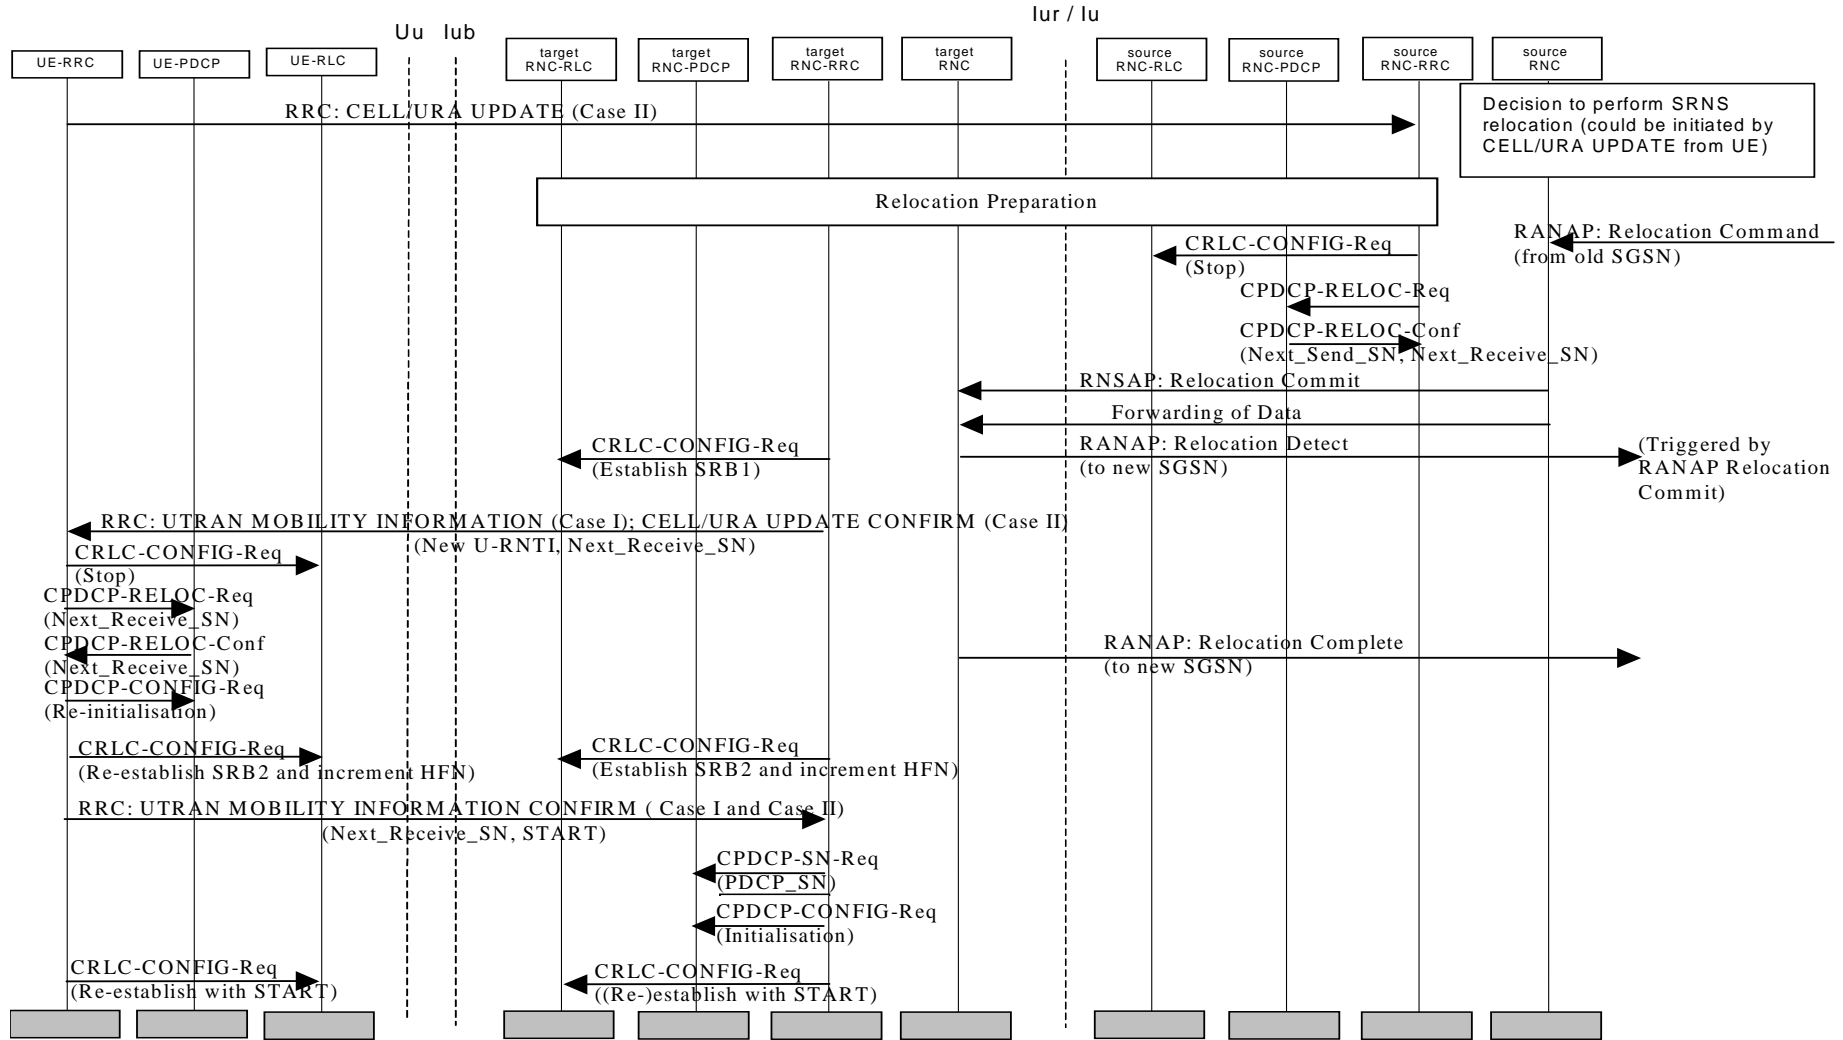 Iur / Iu
Uu Iub
UE-RRC
UE-PDCP
UE-RLC
target
RNC-RLC
target
RNC-PDCP
target
RNC-RRC
target
RNC
source
RNC-RLC
source
RNC-PDCP
source
RNC-RRC
source
RNC
RRC: CELL/URA UPDATE (Case II)
Decision to perform SRNS
relocation (could be initiated by
CELL/URA UPDATE from UE)
Relocation Preparation
RANAP: Relocation Command
(from old SGSN)
CRLC-CONFIG-Req
(Stop)
CPDCP-RELOC-Req
CPDCP-RELOC-Conf
(Next_Send_SN, Next_Receive_SN)
RNSAP: Relocation Commit
Forwarding of Data
CRLC-CONFIG-Req
(Establish SRB1)
RANAP: Relocation Detect
(to new SGSN)
(Triggered by
RANAP Relocation
Commit)
RRC: UTRAN MOBILITY INFORMATION (Case I); CELL/URA UPDATE CONFIRM (Case II)
(New U-RNTI, Next_Receive_SN)
CRLC-CONFIG-Req
(Stop)
CPDCP-RELOC-Req
(Next_Receive_SN)
CPDCP-RELOC-Conf
(Next_Receive_SN)
RANAP: Relocation Complete
(to new SGSN)
CPDCP-CONFIG-Req
(Re-initialisation)
CRLC-CONFIG-Req
(Re-establish SRB2 and increment HFN)
CRLC-CONFIG-Req
(Establish SRB2 and increment HFN)
RRC: UTRAN MOBILITY INFORMATION CONFIRM ( Case I and Case II)
(Next_Receive_SN, START)
CPDCP-SN-Req
(PDCP_SN)
CPDCP-CONFIG-Req
(Initialisation)
CRLC-CONFIG-Req
(Re-establish with START)
CRLC-CONFIG-Req
((Re-)establish with START)